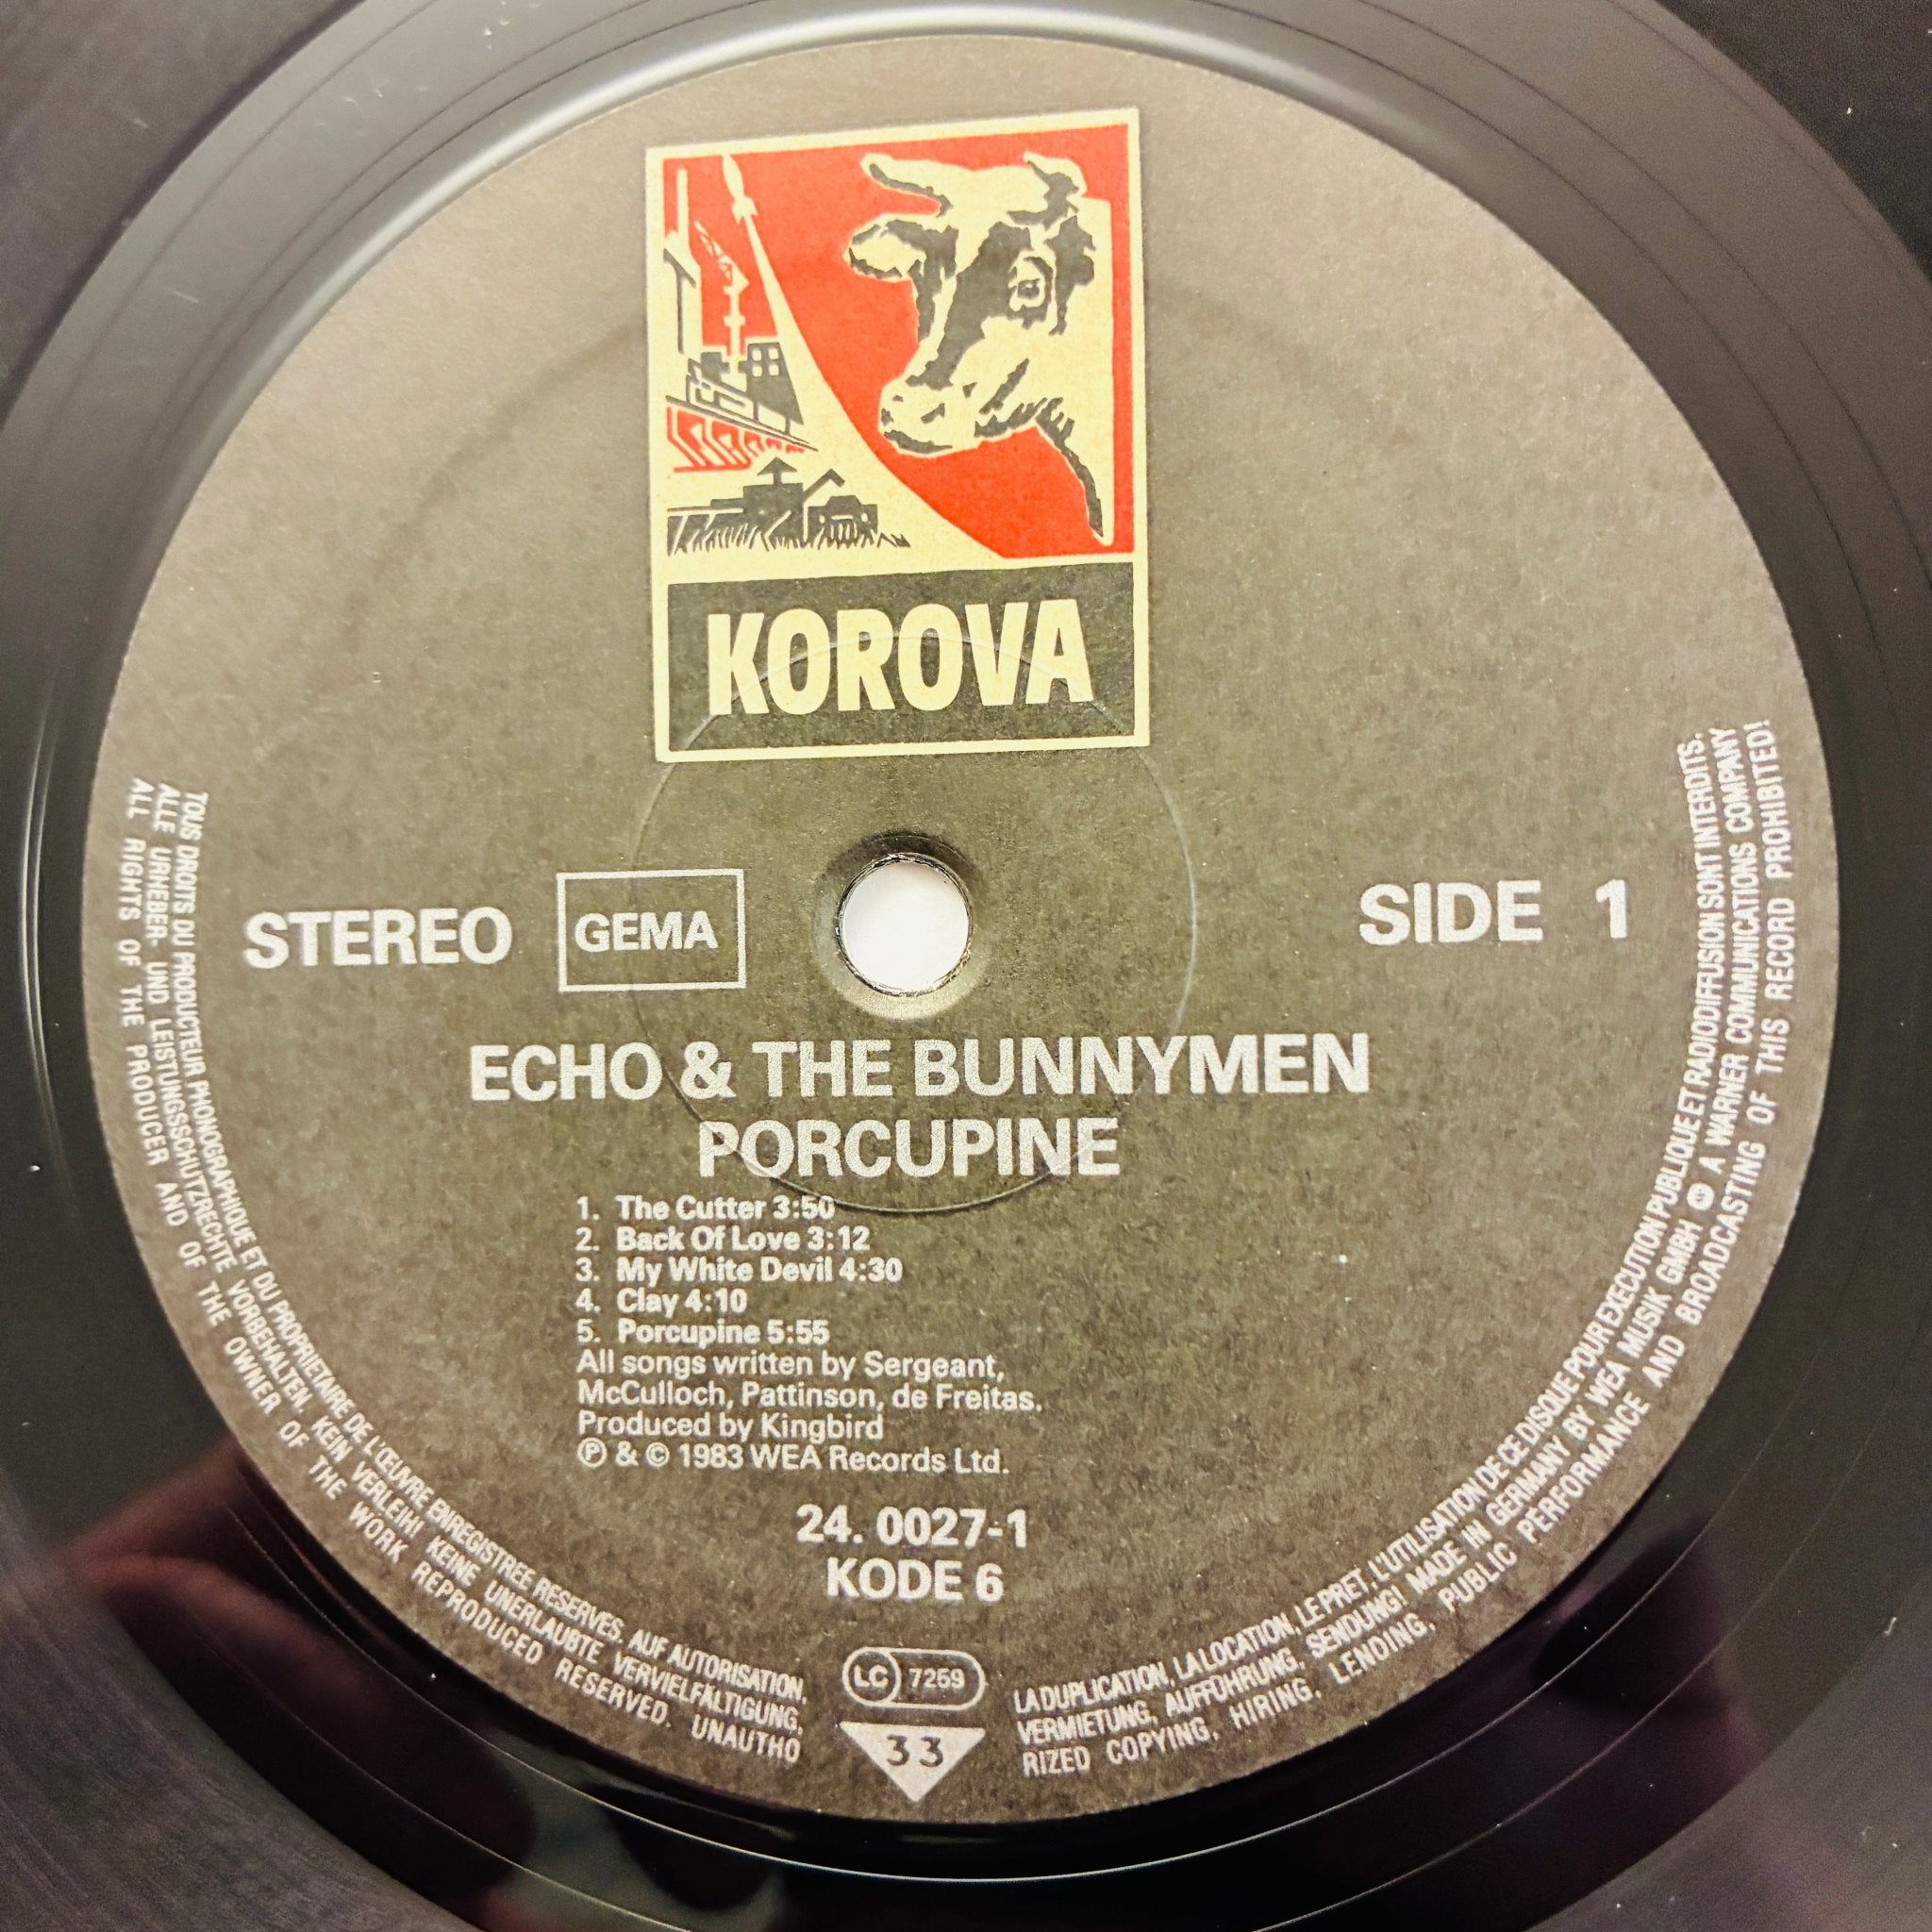 KOROVA
STEREO
GEMA
SIDE 1
ECHO & THE BUNNYMEN
PORCUPINE
1. The Cutter 3:50
2. Back Of Love 3:12
3. My White Devil 4:30
4. Clay 4:10
5. Porcupine 5:55
All songs written by Sergeant,
McCulloch, Pattinson, de Freitas.
Produced by Kingbird
Ⓟ & © 1983 WEA Records Ltd.
24. 0027-1
KODE 6
LC 7259
33
TOUS DROITS DU PRODUCTEUR PHONOGRAPHIQUE ET DU PROPRIETAIRE DE L'ŒUVRE ENREGISTREE RESERVES, AUF AUTORISATION,
LA DUPLICATION, LA LOCATION, LE PRET, L'UTILISATION DE CE DISQUE POUR EXECUTION PUBLIQUE ET RADIODIFFUSION SONT INTERDITS.
ALLE URHEBER- UND LEISTUNGSSCHUTZRECHTE VORBEHALTEN. KEIN VERLEIH! KEINE UNERLAUBTE VERVIELFÄLTIGUNG,
VERMIETUNG, AUFFÜHRUNG, SENDUNG! MADE IN GERMANY BY WEA MUSIK GMBH A WARNER COMMUNICATIONS COMPANY
ALL RIGHTS OF THE PRODUCER AND OF THE OWNER OF THE WORK REPRODUCED RESERVED. UNAUTHO
RIZED COPYING, HIRING, LENDING, PUBLIC PERFORMANCE AND BROADCASTING OF THIS RECORD PROHIBITED!